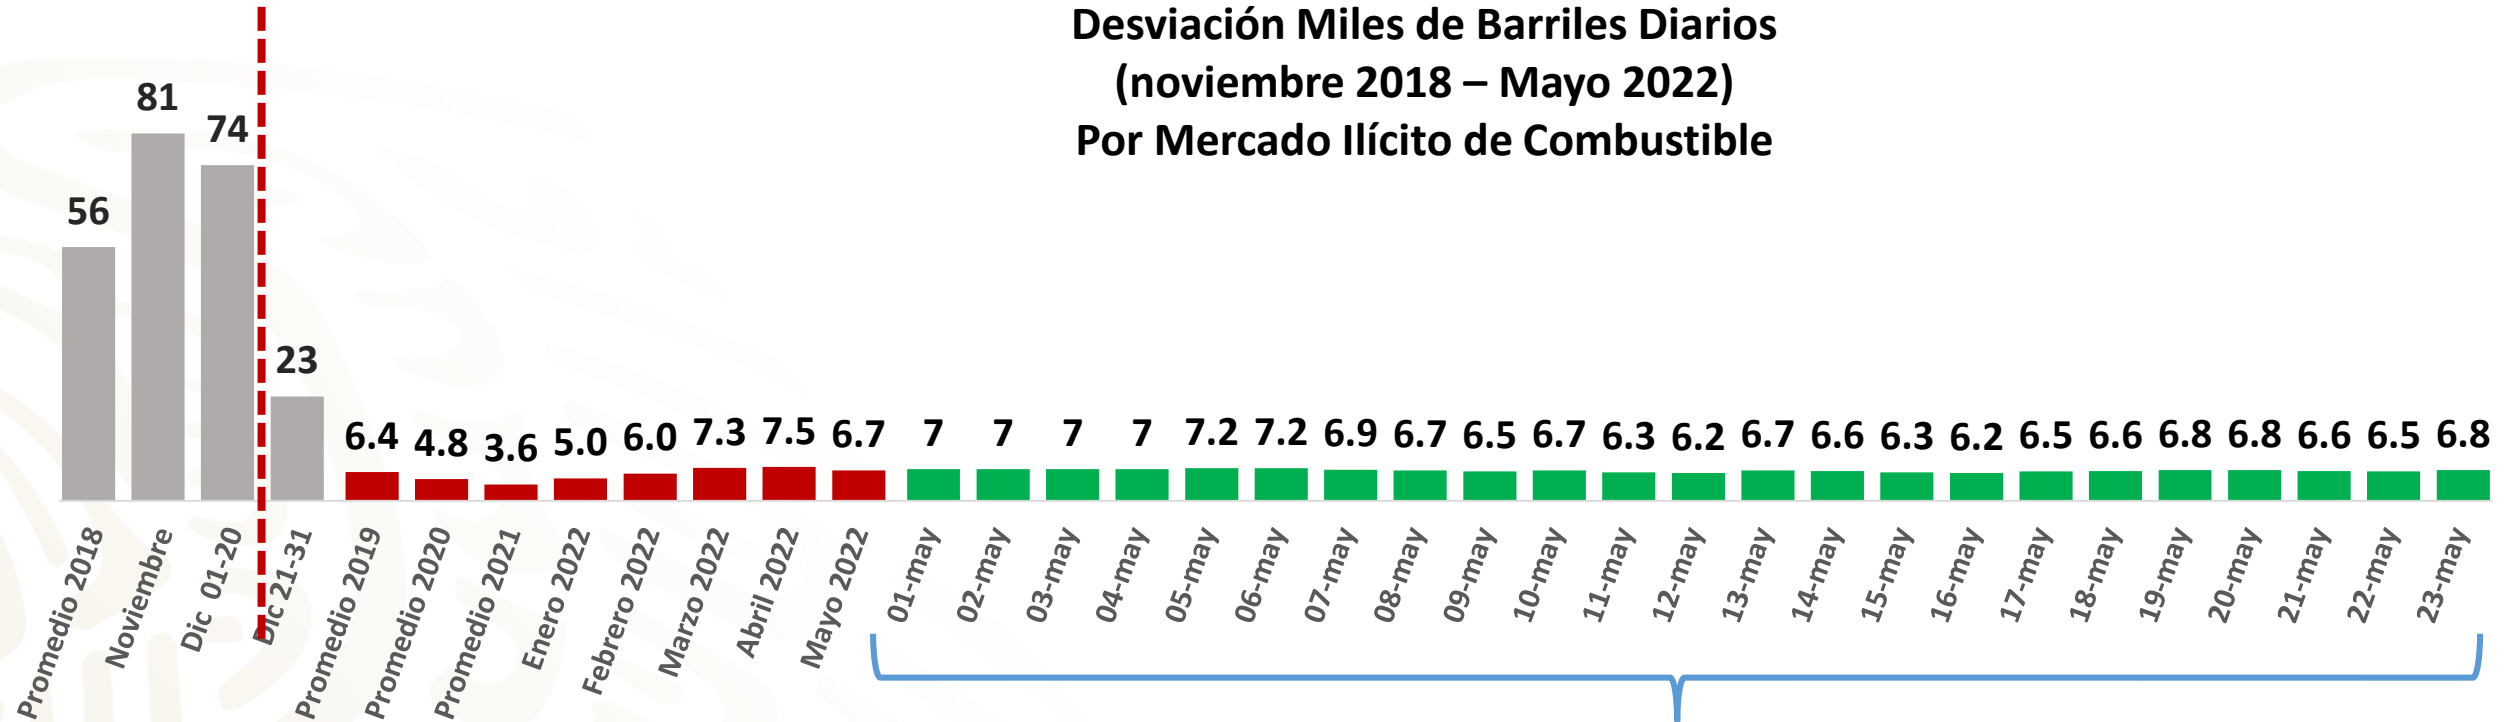 Desviación Miles de Barriles Diarios
(noviembre 2018 – Mayo 2022)
Por Mercado Ilícito de Combustible
56
81
74
23
6.4
4.8
3.6
5.0
6.0
7.3
7.5
6.7
7
7
7
7
7.2
7.2
6.9
6.7
6.5
6.7
6.3
6.2
6.7
6.6
6.3
6.2
6.5
6.6
6.8
6.8
6.6
6.5
6.8
Promedio 2018
Noviembre
Dic 01-20
Dic 21-31
Promedio 2019
Promedio 2020
Promedio 2021
Enero 2022
Febrero 2022
Marzo 2022
Abril 2022
Mayo 2022
01-may
02-may
03-may
04-may
05-may
06-may
07-may
08-may
09-may
10-may
11-may
12-may
13-may
14-may
15-may
16-may
17-may
18-may
19-may
20-may
21-may
22-may
23-may